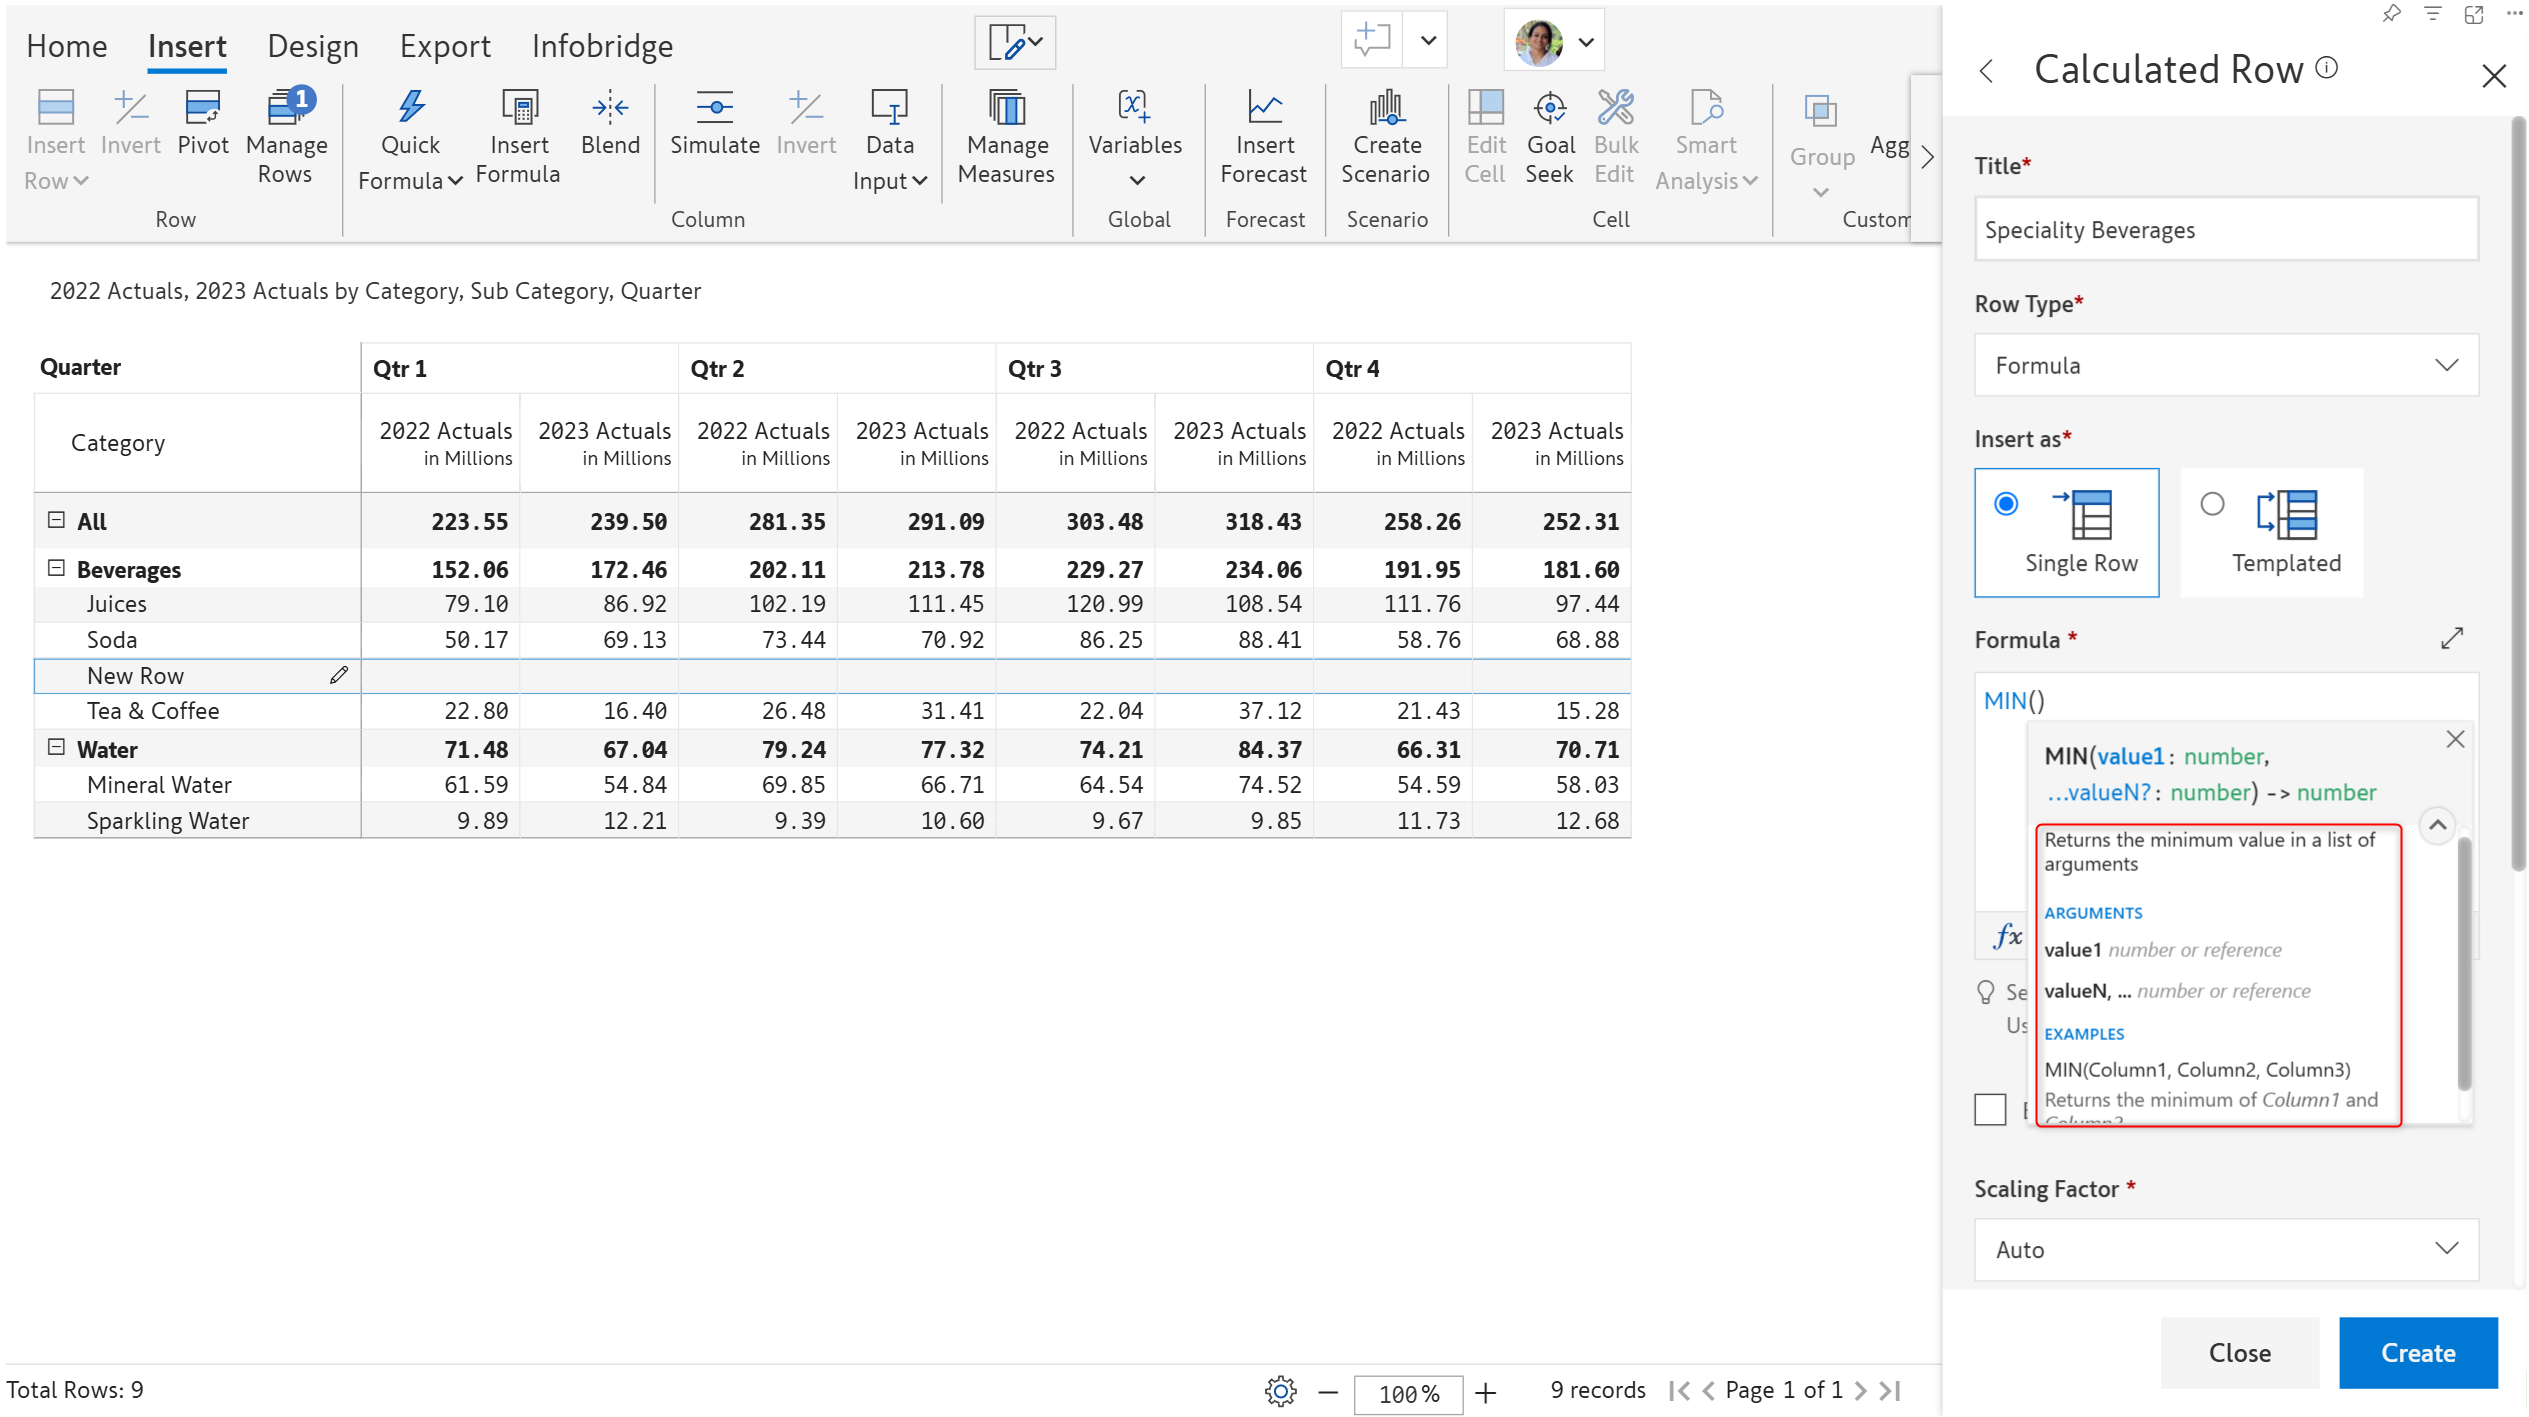 Home Insert Design Export Infobridge
Insert Row Invert Pivot Manage Rows 1 Quick Formula Insert Formula Blend Simulate Invert Data Input Manage Measures Variables Insert Forecast Create Scenario Edit Cell Goal Seek Bulk Edit Smart Analysis Group Agg
Row Column Global Forecast Scenario Cell Custom
2022 Actuals, 2023 Actuals by Category, Sub Category, Quarter
Quarter Qtr 1 Qtr 2 Qtr 3 Qtr 4
Category 2022 Actuals 2023 Actuals 2022 Actuals 2023 Actuals 2022 Actuals 2023 Actuals 2022 Actuals 2023 Actuals
in Millions in Millions in Millions in Millions in Millions in Millions in Millions in Millions
All 223.55 239.50 281.35 291.09 303.48 318.43 258.26 252.31
Beverages 152.06 172.46 202.11 213.78 229.27 234.06 191.95 181.60
Juices 79.10 86.92 102.19 111.45 120.99 108.54 111.76 97.44
Soda 50.17 69.13 73.44 70.92 86.25 88.41 58.76 68.88
New Row
Tea & Coffee 22.80 16.40 26.48 31.41 22.04 37.12 21.43 15.28
Water 71.48 67.04 79.24 77.32 74.21 84.37 66.31 70.71
Mineral Water 61.59 54.84 69.85 66.71 64.54 74.52 54.59 58.03
Sparkling Water 9.89 12.21 9.39 10.60 9.67 9.85 11.73 12.68
Total Rows: 9
100%
9 records
Page 1 of 1
Calculated Row
Title*
Speciality Beverages
Row Type*
Formula
Insert as*
Single Row Templated
Formula *
MIN()
MIN(value1: number,
...valueN?: number) -> number
Returns the minimum value in a list of
arguments
ARGUMENTS
value1 number or reference
valueN, ... number or reference
EXAMPLES
MIN(Column1, Column2, Column3)
Returns the minimum of Column1 and
fx
Se
Us
Scaling Factor *
Auto
Close Create